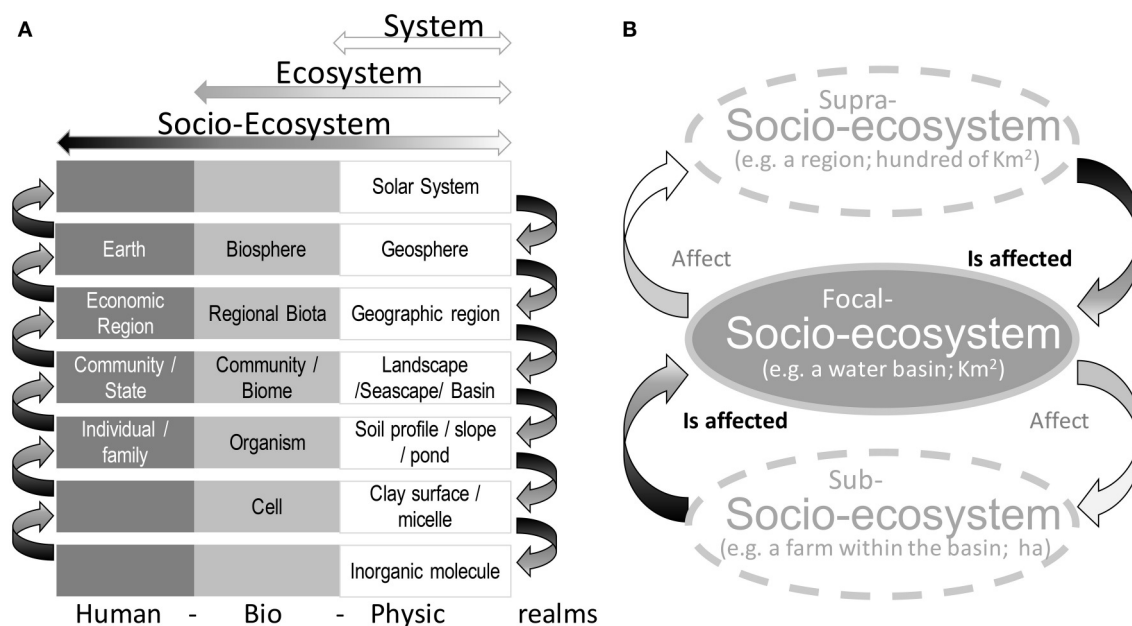 A
System
Ecosystem
Socio-Ecosystem
Solar System
Earth
Biosphere
Geosphere
Economic
Region
Regional Biota
Geographic region
Community /
State
Community /
Biome
Landscape
/Seascape/ Basin
Individual /
family
Organism
Soil profile / slope
/ pond
Cell
Clay surface /
micelle
Inorganic molecule
Human - Bio - Physic realms
B
Supra-
Socio-ecosystem
(e.g. a region; hundred of Km²)
Affect
Is affected
Focal-
Socio-ecosystem
(e.g. a water basin; Km²)
Is affected
Affect
Sub-
Socio-ecosystem
(e.g. a farm within the basin; ha)